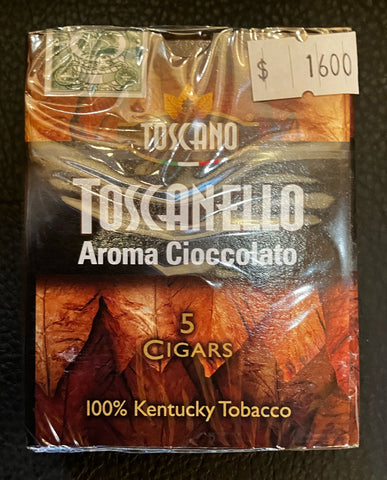 $ 1600
TOSCANO
TOSCANELLO
Aroma Cioccolato
5
CIGARS
100% Kentucky Tobacco